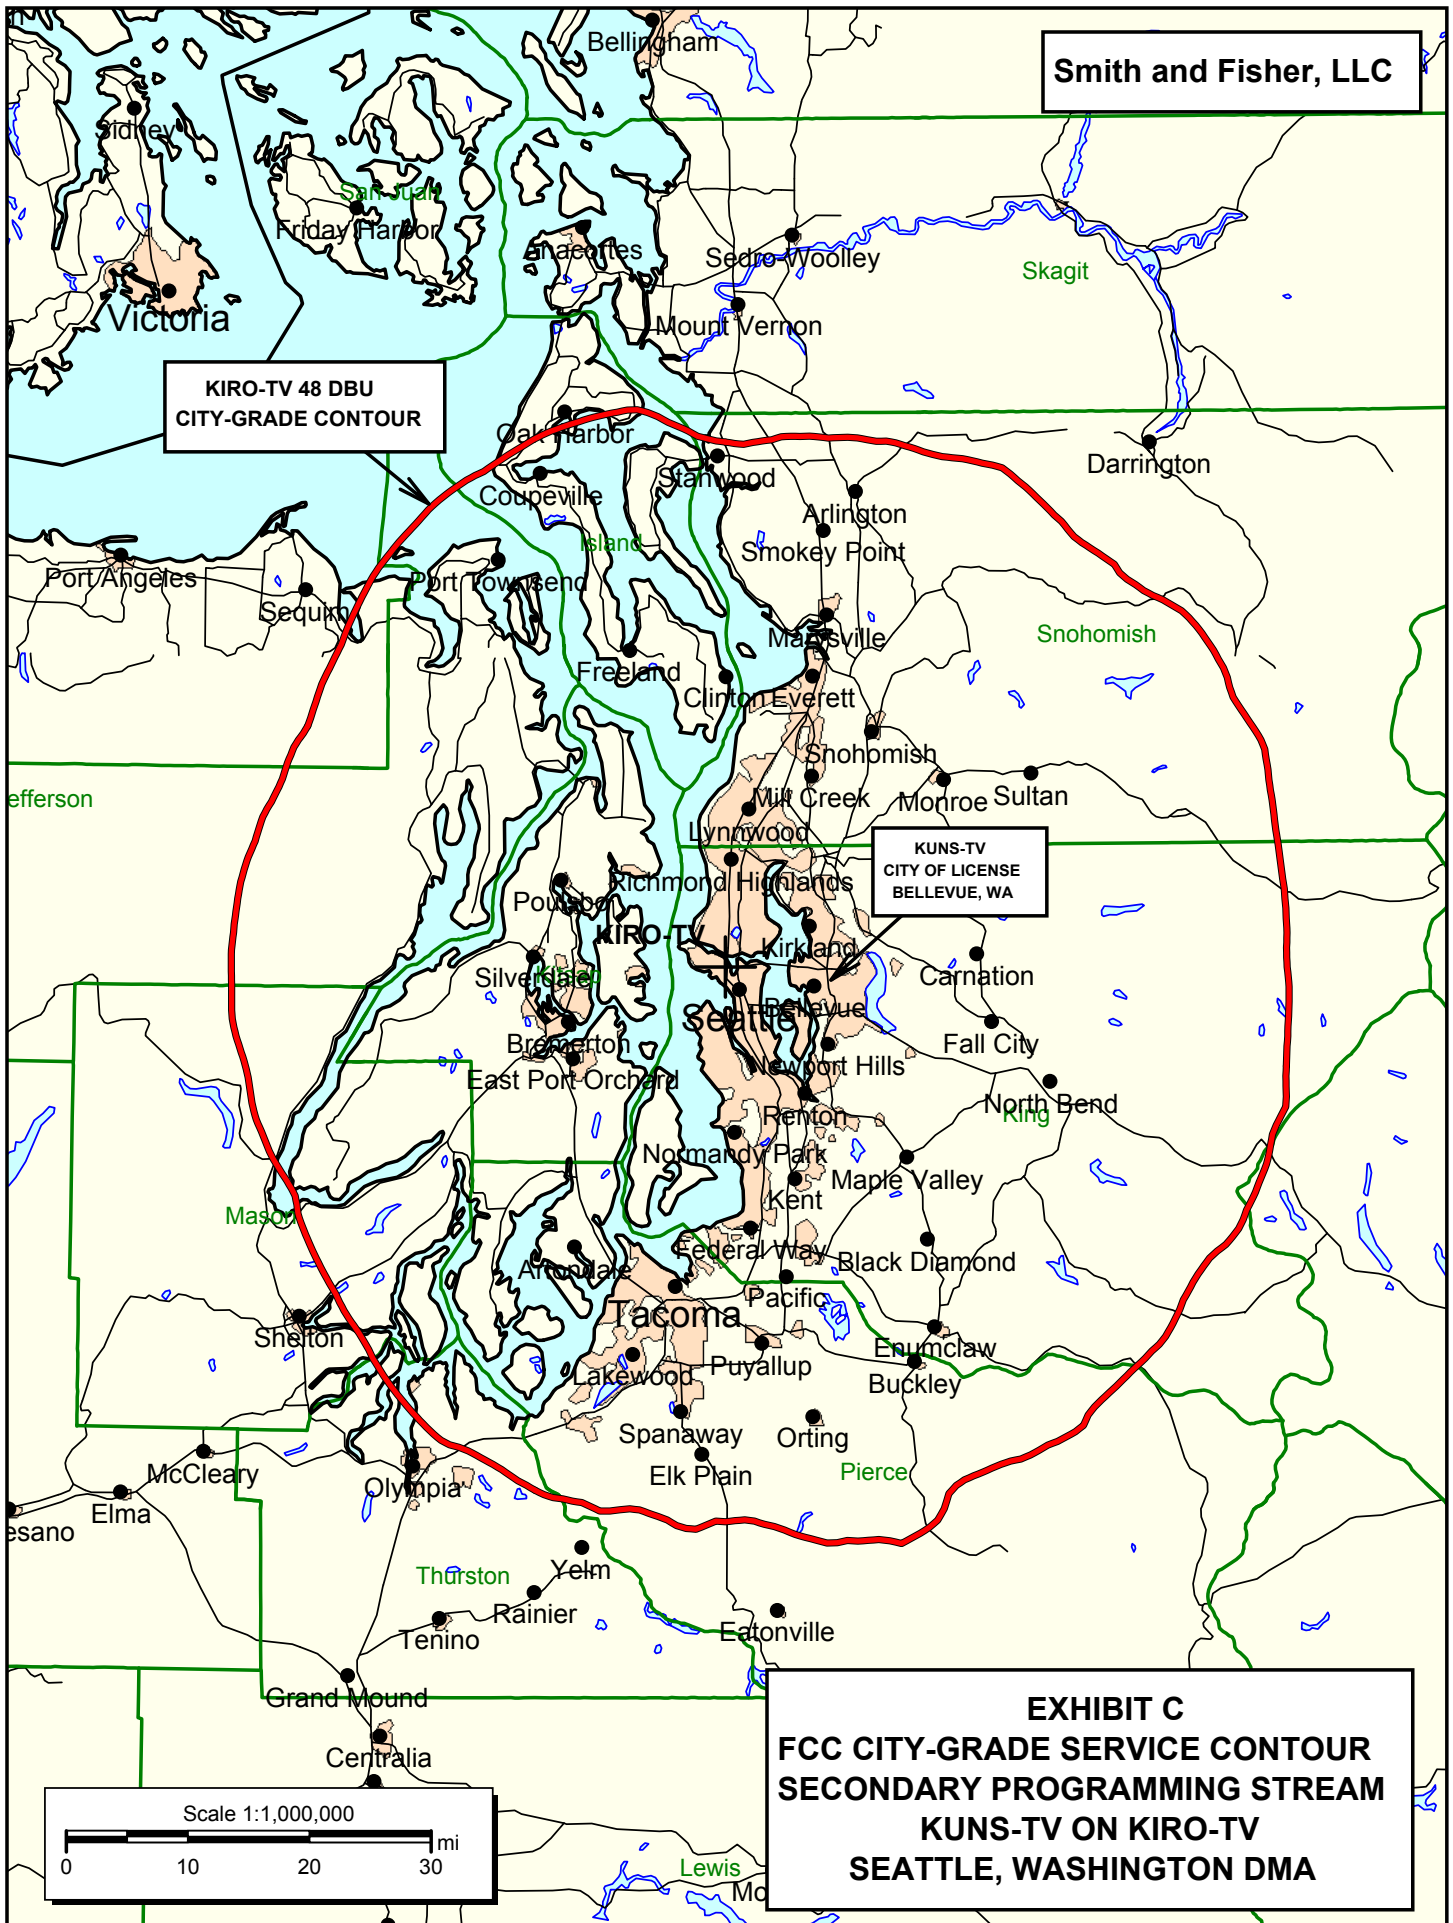 Bellingham
Smith and Fisher, LLC
Sidney
San Juan
Friday Harbor
Anacortes
Sedro-Woolley
Skagit
Victoria
Mount Vernon
KIRO-TV 48 DBU
CITY-GRADE CONTOUR
Oak Harbor
Darrington
Stanwood
Coupeville
Arlington
Island
Smokey Point
Port Angeles
Port Townsend
Sequim
Marysville
Snohomish
Freeland
Clinton
Everett
Snohomish
efferson
Mill Creek
Monroe
Sultan
Lynnwood
KUNS-TV
CITY OF LICENSE
BELLEVUE, WA
Richmond Highlands
Poulsbo
KIRO-TV
Kirkland
Silverdale
Kitsap
Carnation
Bellevue
Seattle
Bremerton
Fall City
Newport Hills
East Port Orchard
North Bend
Renton
King
Normandy Park
Maple Valley
Kent
Mason
Federal Way
Black Diamond
Artondale
Pacific
Tacoma
Shelton
Enumclaw
Puyallup
Lakewood
Buckley
Spanaway
Orting
McCleary
Elk Plain
Pierce
Olympia
Elma
esano
Yelm
Thurston
Rainier
Eatonville
Tenino
Grand Mound
EXHIBIT C
FCC CITY-GRADE SERVICE CONTOUR
SECONDARY PROGRAMMING STREAM
KUNS-TV ON KIRO-TV
SEATTLE, WASHINGTON DMA
Centralia
Scale 1:1,000,000
mi
0 10 20 30
Lewis
Mo